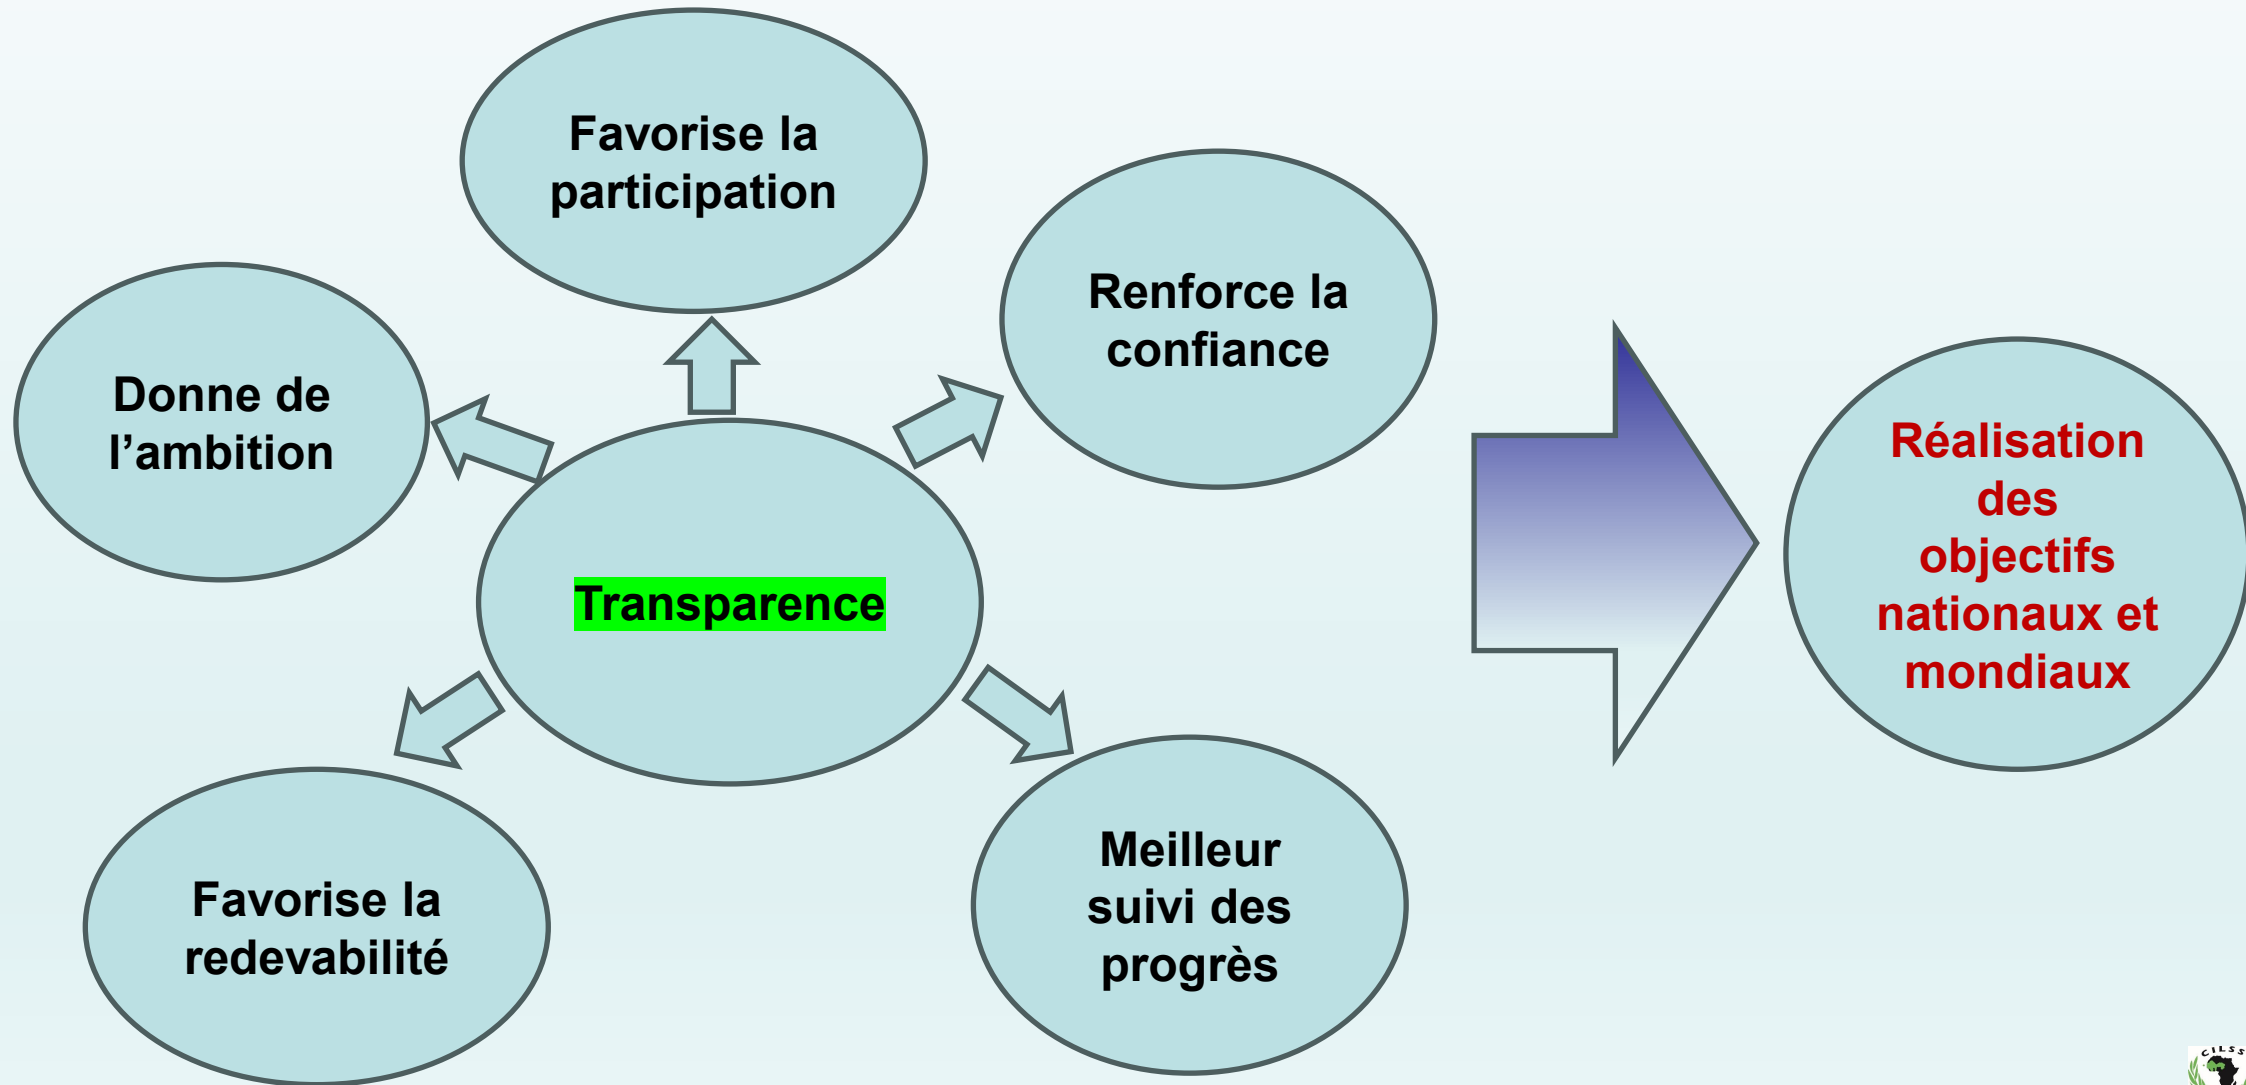 Favorise la
participation
Renforce la
confiance
Donne de
l’ambition
Transparence
Réalisation
des
objectifs
nationaux et
mondiaux
Favorise la
redevabilité
Meilleur
suivi des
progrès
CILSS